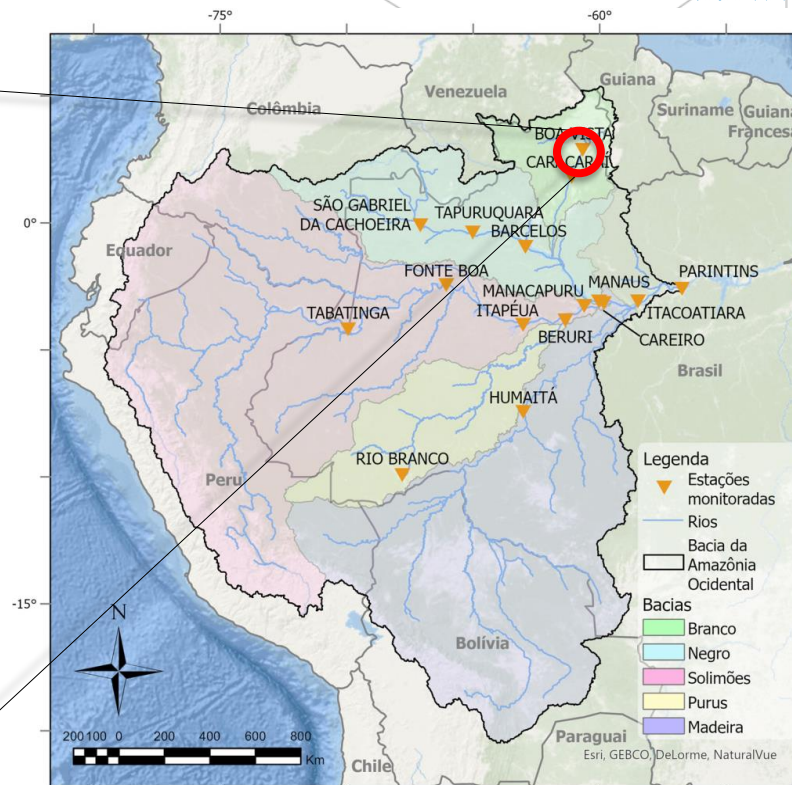 -75°
-60°
Guiana
Venezuela
Suriname
Guiana
Francesa
Colômbia
BOA VISTA
CARACARAÍ
SÃO GABRIEL
DA CACHOEIRA
TAPURUQUARA
BARCELOS
0°
Equador
FONTE BOA
MANACAPURU
MANAUS
PARINTINS
TABATINGA
ITAPÉUA
ITACOATIARA
BERURI
CAREIRO
Brasil
HUMAITÁ
RIO BRANCO
Peru
Legenda
Estações
monitoradas
Rios
Bacia da
Amazônia
Ocidental
-15°
N
Bacias
Branco
Negro
Solimões
Purus
Madeira
Bolívia
Paraguai
Chile
200 100 0 200 400 600 800
Km
Esri, GEBCO, DeLorme, NaturalVue